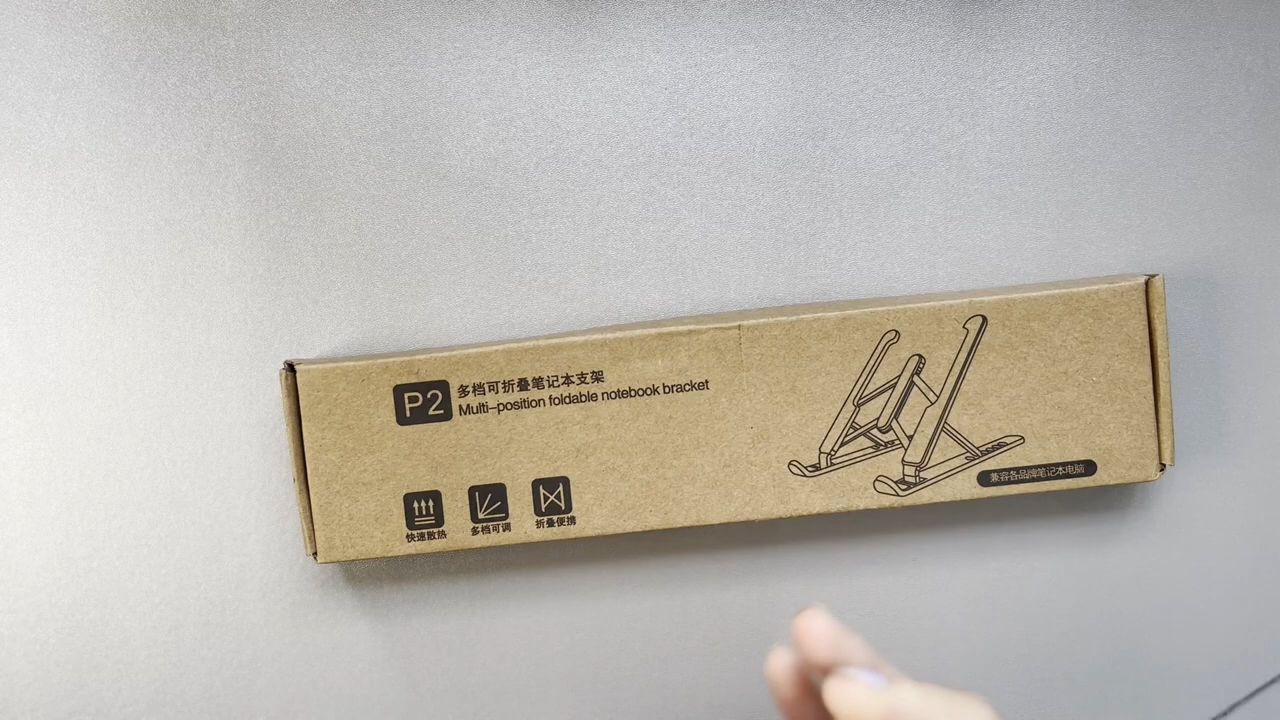 P2
多档可折叠笔记本支架
Multi-position foldable notebook bracket
快速散热
多档可调
折叠便携
兼容各品牌笔记本电脑